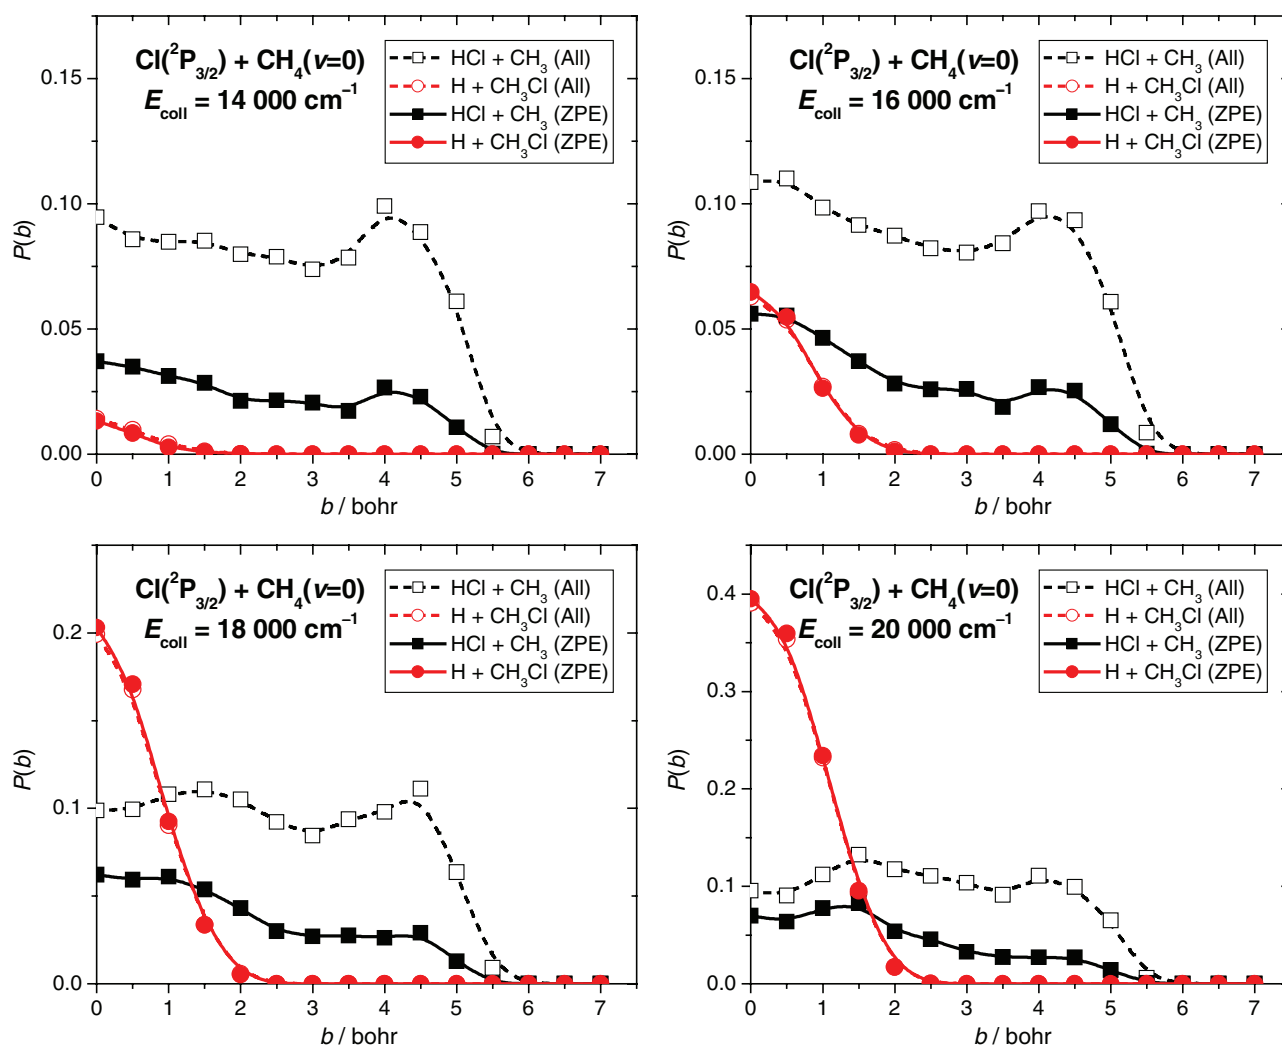 Cl(²P₃/₂) + CH₄(v=0)
E_coll = 14 000 cm⁻¹
HCl + CH₃ (All)
H + CH₃Cl (All)
HCl + CH₃ (ZPE)
H + CH₃Cl (ZPE)
0.15
0.10
0.05
0.00
P(b)
0 1 2 3 4 5 6 7
b / bohr
Cl(²P₃/₂) + CH₄(v=0)
E_coll = 16 000 cm⁻¹
HCl + CH₃ (All)
H + CH₃Cl (All)
HCl + CH₃ (ZPE)
H + CH₃Cl (ZPE)
0.15
0.10
0.05
0.00
P(b)
0 1 2 3 4 5 6 7
b / bohr
Cl(²P₃/₂) + CH₄(v=0)
E_coll = 18 000 cm⁻¹
HCl + CH₃ (All)
H + CH₃Cl (All)
HCl + CH₃ (ZPE)
H + CH₃Cl (ZPE)
0.2
0.1
0.0
P(b)
0 1 2 3 4 5 6 7
b / bohr
Cl(²P₃/₂) + CH₄(v=0)
E_coll = 20 000 cm⁻¹
HCl + CH₃ (All)
H + CH₃Cl (All)
HCl + CH₃ (ZPE)
H + CH₃Cl (ZPE)
0.4
0.3
0.2
0.1
0.0
P(b)
0 1 2 3 4 5 6 7
b / bohr